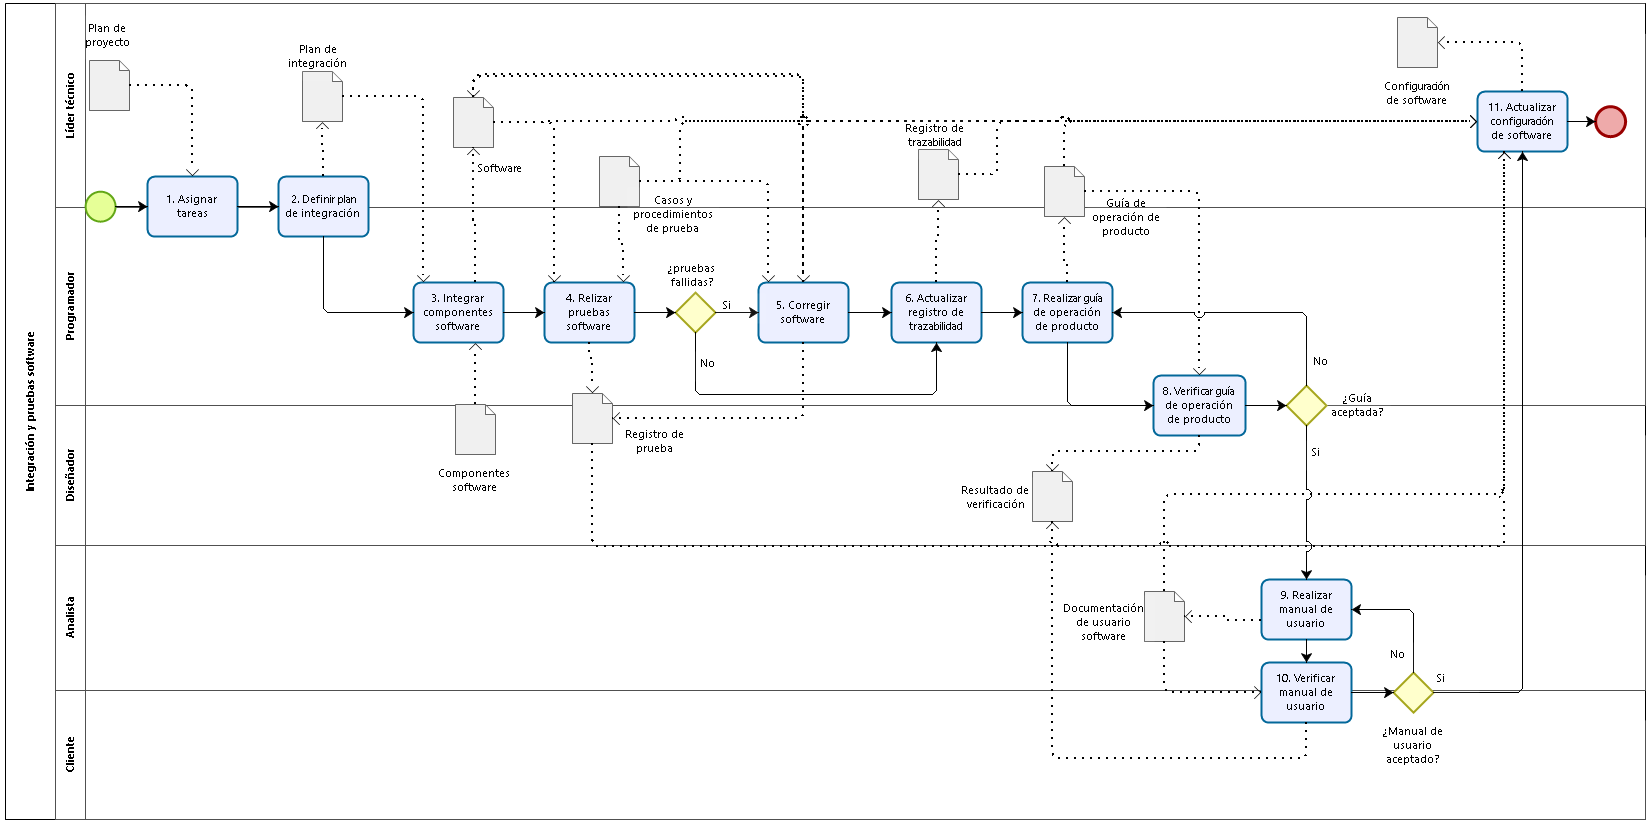 Integración y pruebas software
Líder técnico
Programador
Diseñador
Analista
Cliente
Plan de
proyecto
Plan de
integración
Software
Casos y
procedimientos
de prueba
Registro de
trazabilidad
Guía de
operación de
producto
Configuración
de software
11. Actualizar
configuración
de software
1. Asignar
tareas
2. Definir plan
de integración
3. Integrar
componentes
software
4. Relizar
pruebas
software
¿pruebas
fallidas?
Si
No
5. Corregir
software
6. Actualizar
registro de
trazabilidad
7. Realizar guía
de operación
de producto
8. Verificar guía
de operación
de producto
No
¿Guía
aceptada?
Si
Componentes
software
Registro de
prueba
Resultado de
verificación
Documentación
de usuario
software
9. Realizar
manual de
usuario
10. Verificar
manual de
usuario
No
Si
¿Manual de
usuario
aceptado?